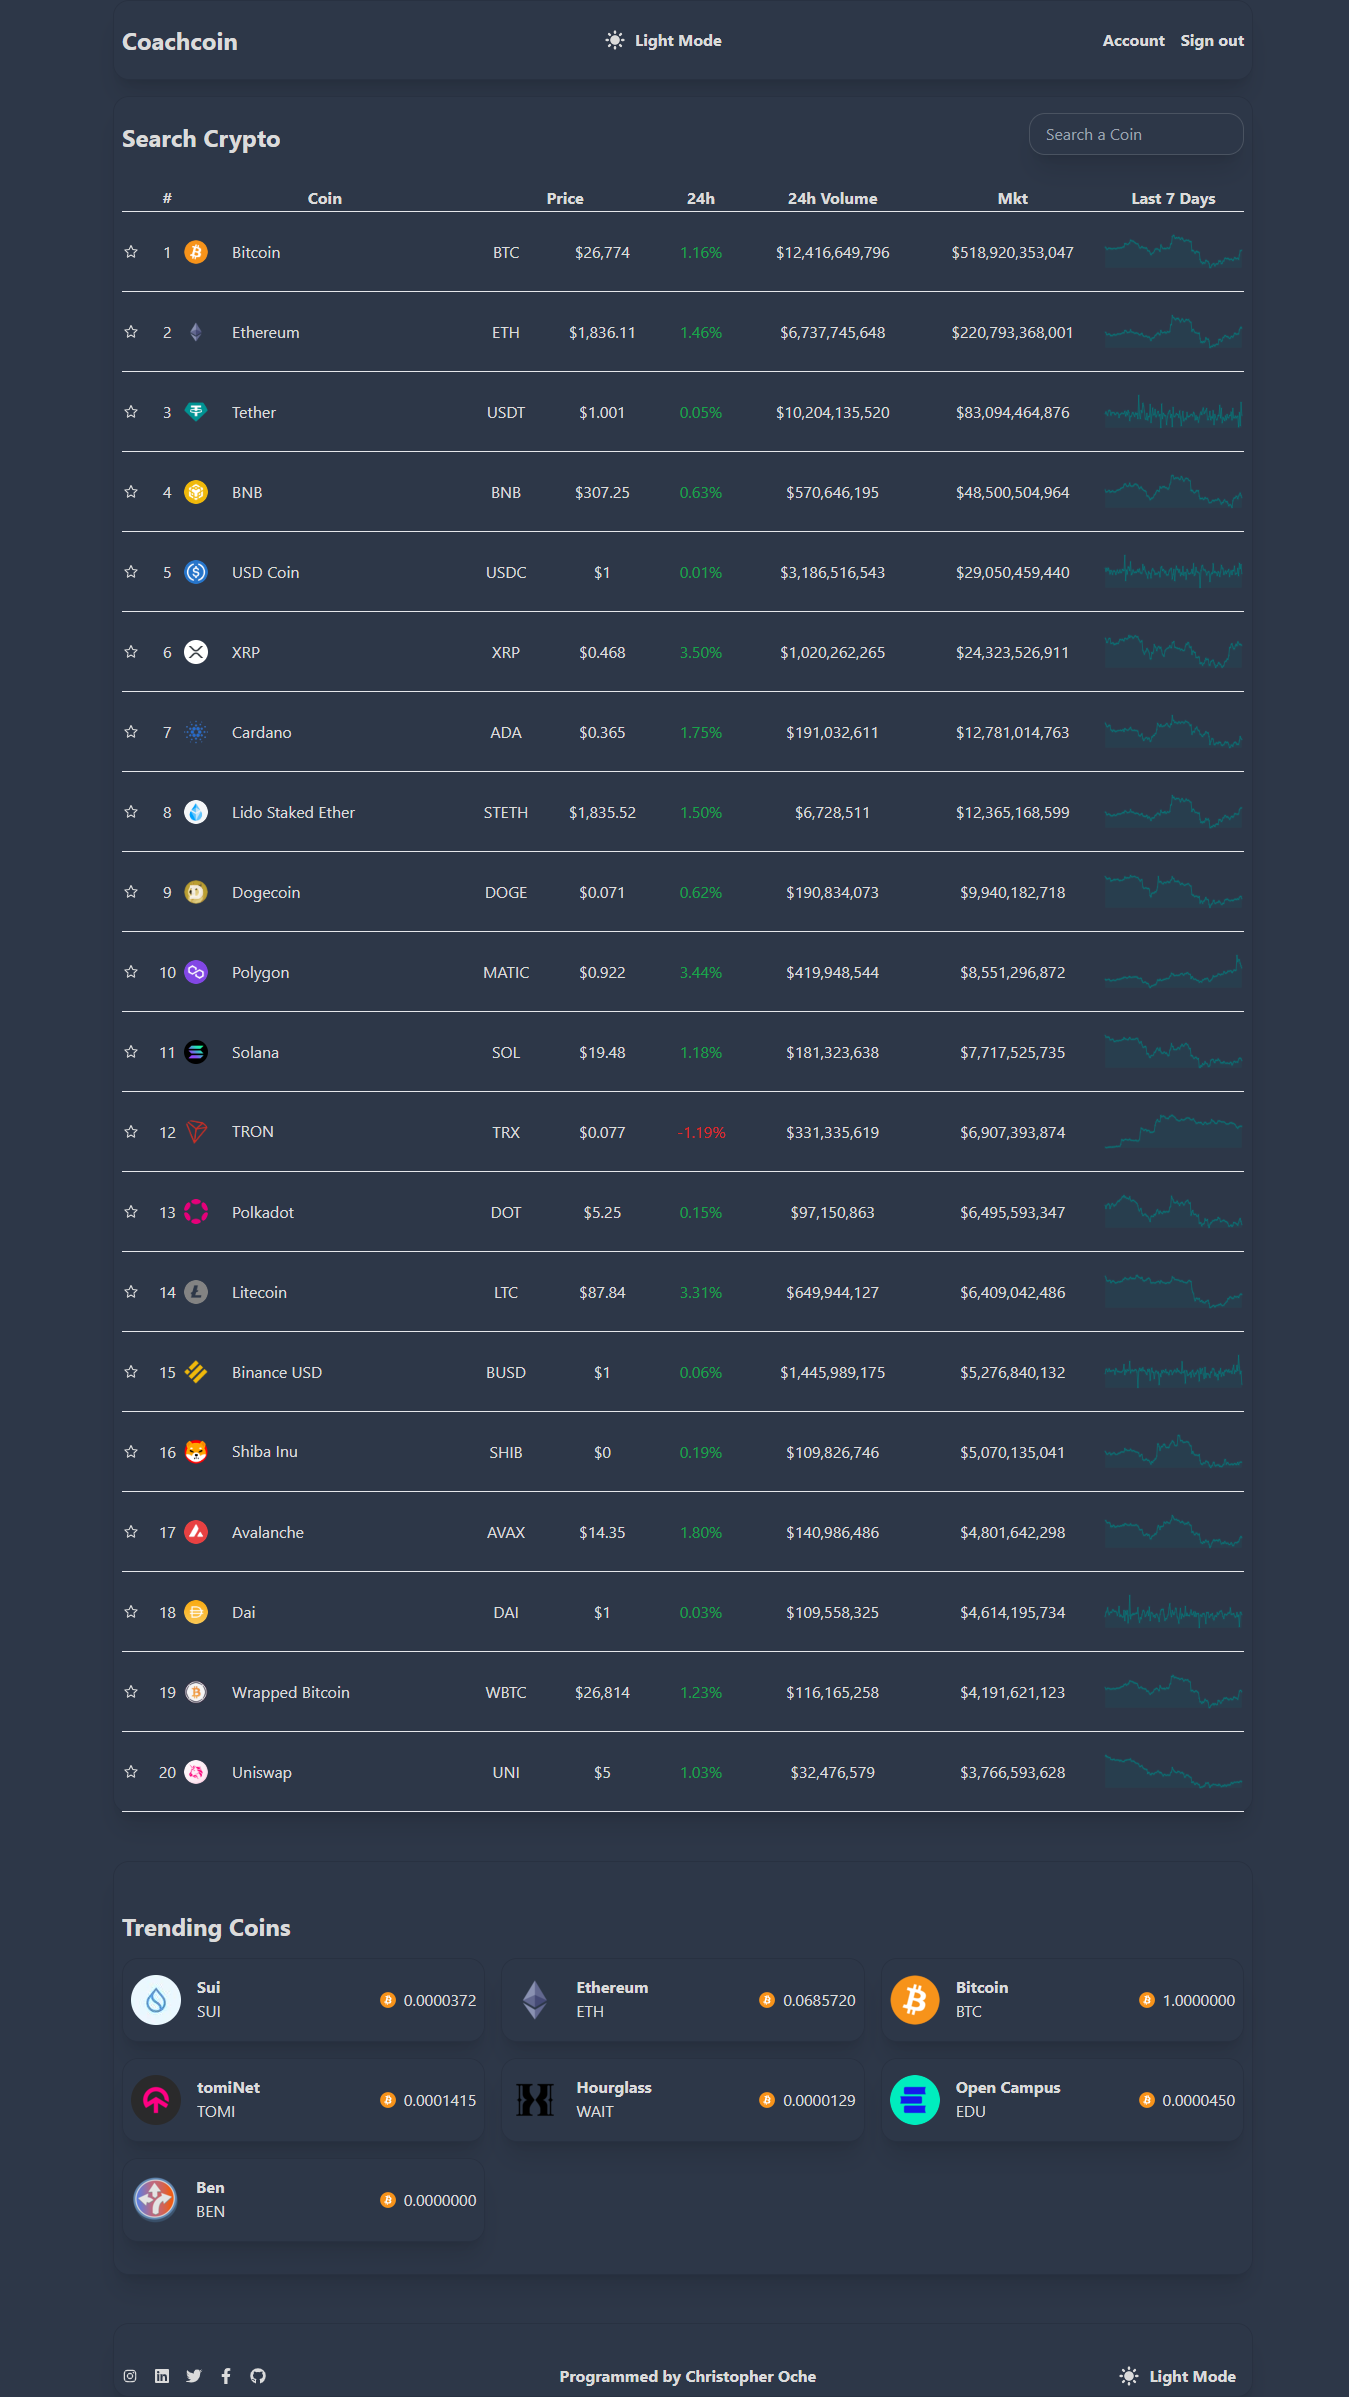 Coachcoin Light Mode Account Sign out
Search Crypto Search a Coin
# Coin Price 24h 24h Volume Mkt Last 7 Days
1 Bitcoin BTC $26,774 1.16% $12,416,649,796 $518,920,353,047
2 Ethereum ETH $1,836.11 1.46% $6,737,745,648 $220,793,368,001
3 Tether USDT $1.001 0.05% $10,204,135,520 $83,094,464,876
4 BNB BNB $307.25 0.63% $570,646,195 $48,500,504,964
5 USD Coin USDC $1 0.01% $3,186,516,543 $29,050,459,440
6 XRP XRP $0.468 3.50% $1,020,262,265 $24,323,526,911
7 Cardano ADA $0.365 1.75% $191,032,611 $12,781,014,763
8 Lido Staked Ether STETH $1,835.52 1.50% $6,728,511 $12,365,168,599
9 Dogecoin DOGE $0.071 0.62% $190,834,073 $9,940,182,718
10 Polygon MATIC $0.922 3.44% $419,948,544 $8,551,296,872
11 Solana SOL $19.48 1.18% $181,323,638 $7,717,525,735
12 TRON TRX $0.077 -1.19% $331,335,619 $6,907,393,874
13 Polkadot DOT $5.25 0.15% $97,150,863 $6,495,593,347
14 Litecoin LTC $87.84 3.31% $649,944,127 $6,409,042,486
15 Binance USD BUSD $1 0.06% $1,445,989,175 $5,276,840,132
16 Shiba Inu SHIB $0 0.19% $109,826,746 $5,070,135,041
17 Avalanche AVAX $14.35 1.80% $140,986,486 $4,801,642,298
18 Dai DAI $1 0.03% $109,558,325 $4,614,195,734
19 Wrapped Bitcoin WBTC $26,814 1.23% $116,165,258 $4,191,621,123
20 Uniswap UNI $5 1.03% $32,476,579 $3,766,593,628
Trending Coins
Sui
SUI
0.0000372
Ethereum
ETH
0.0685720
Bitcoin
BTC
1.0000000
tomiNet
TOMI
0.0001415
Hourglass
WAIT
0.0000129
Open Campus
EDU
0.0000450
Ben
BEN
0.0000000
Programmed by Christopher Oche Light Mode